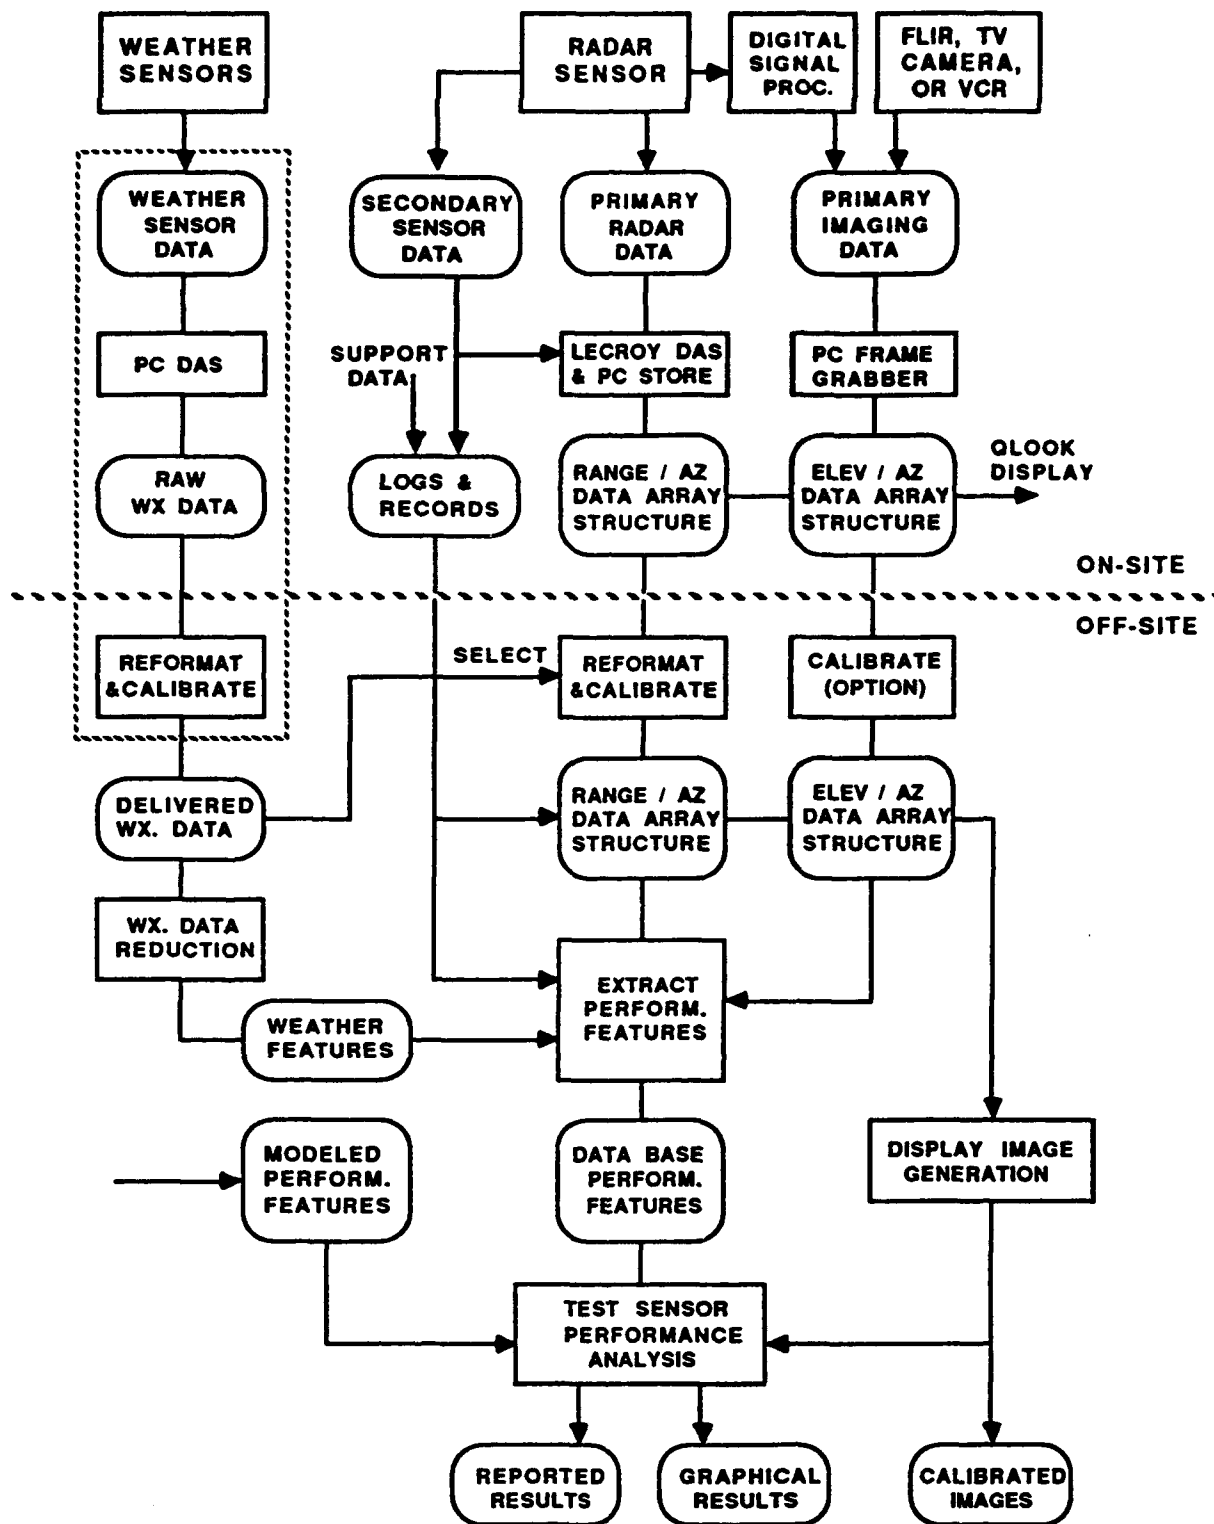 WEATHER
SENSORS
RADAR
SENSOR
DIGITAL
SIGNAL
PROC.
FLIR, TV
CAMERA,
OR VCR
WEATHER
SENSOR
DATA
SECONDARY
SENSOR
DATA
PRIMARY
RADAR
DATA
PRIMARY
IMAGING
DATA
PC DAS
SUPPORT
DATA
LECROY DAS
& PC STORE
PC FRAME
GRABBER
RAW
WX DATA
LOGS &
RECORDS
RANGE / AZ
DATA ARRAY
STRUCTURE
ELEV / AZ
DATA ARRAY
STRUCTURE
QLOOK
DISPLAY
ON-SITE
OFF-SITE
REFORMAT
&CALIBRATE
SELECT
REFORMAT
&CALIBRATE
CALIBRATE
(OPTION)
DELIVERED
WX. DATA
RANGE / AZ
DATA ARRAY
STRUCTURE
ELEV / AZ
DATA ARRAY
STRUCTURE
WX. DATA
REDUCTION
WEATHER
FEATURES
EXTRACT
PERFORM.
FEATURES
MODELED
PERFORM.
FEATURES
DATA BASE
PERFORM.
FEATURES
DISPLAY IMAGE
GENERATION
TEST SENSOR
PERFORMANCE
ANALYSIS
REPORTED
RESULTS
GRAPHICAL
RESULTS
CALIBRATED
IMAGES